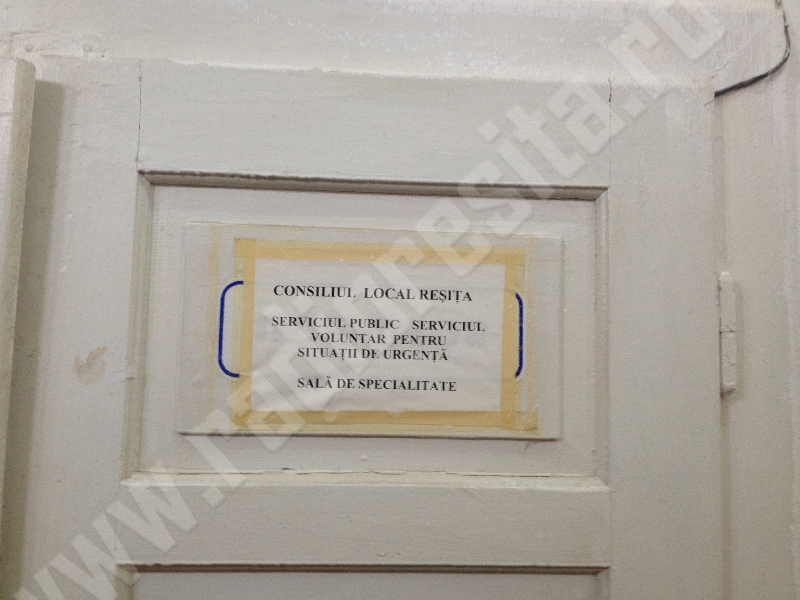 CONSILIUL LOCAL REȘIȚA
SERVICIUL PUBLIC SERVICIUL
VOLUNTAR PENTRU
SITUAȚII DE URGENȚĂ
SALĂ DE SPECIALITATE
www.radioresita.ro